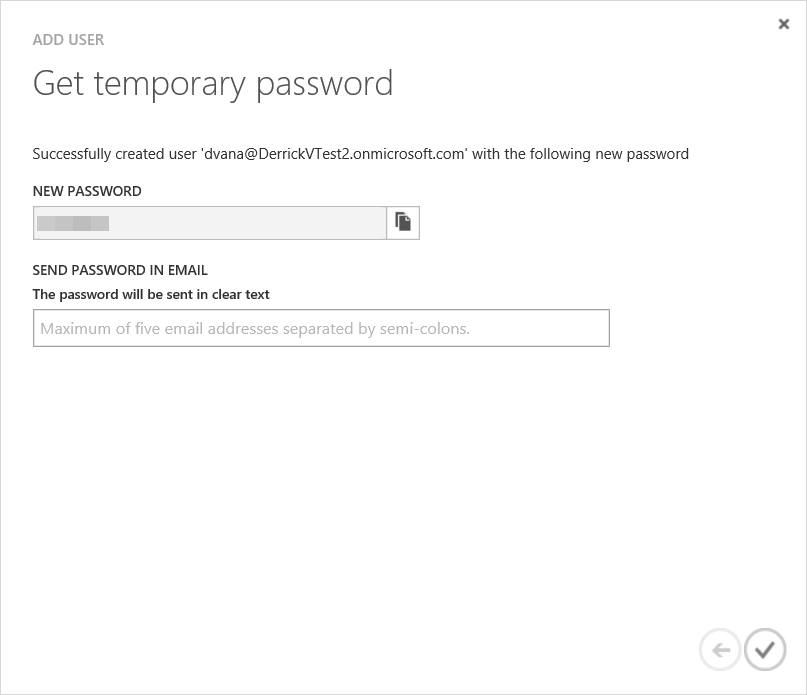 ADD USER
Get temporary password
Successfully created user 'dvana@DerrickVTest2.onmicrosoft.com' with the following new password
NEW PASSWORD
SEND PASSWORD IN EMAIL
The password will be sent in clear text
Maximum of five email addresses separated by semi-colons.